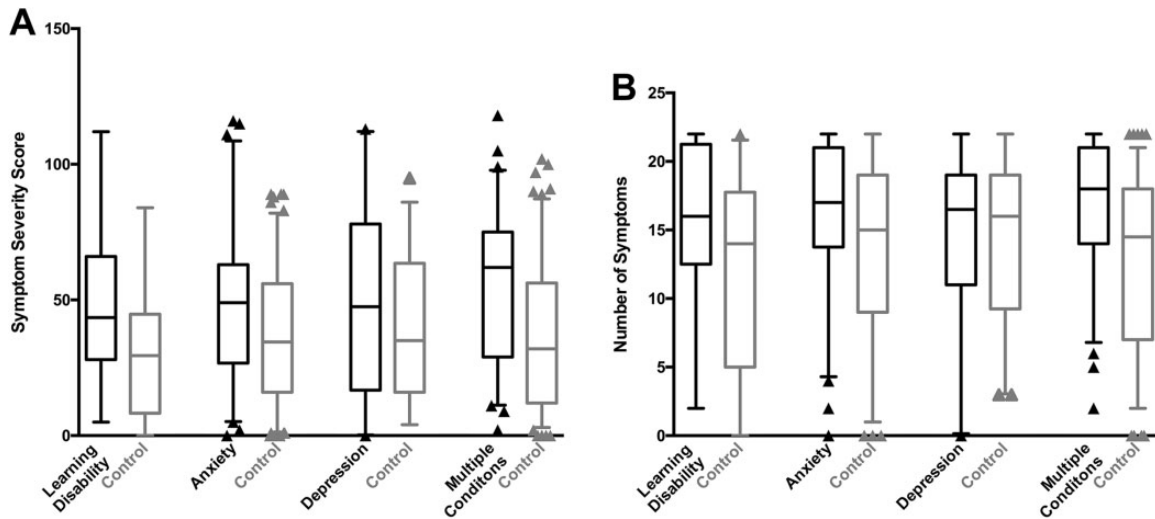 A
Symptom Severity Score
150
100
50
0
Learning
Disability
Control
Anxiety
Control
Depression
Control
Multiple
Conditons
Control
B
Number of Symptoms
25
20
15
10
5
0
Learning
Disability
Control
Anxiety
Control
Depression
Control
Multiple
Conditons
Control